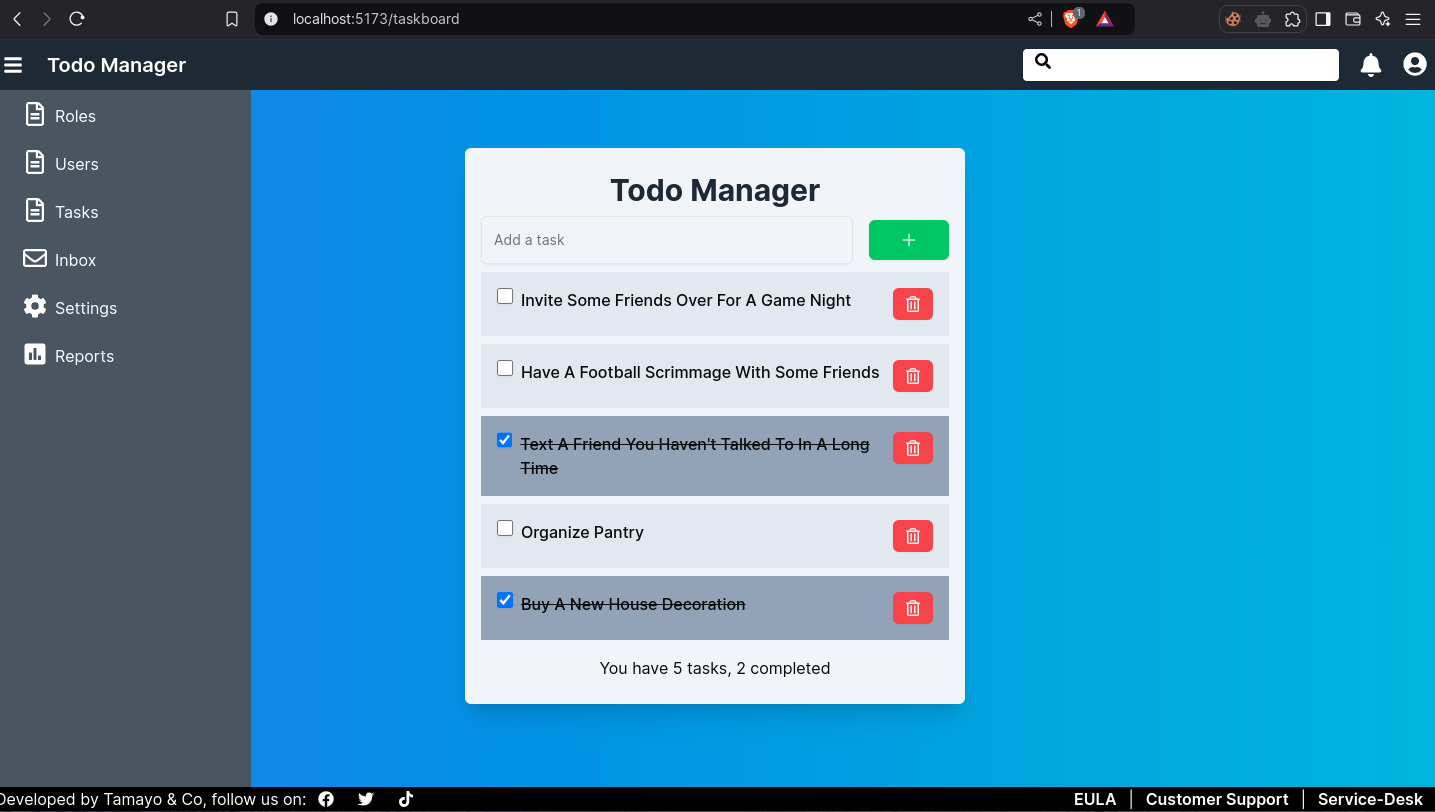 localhost:5173/taskboard
1
Todo Manager
Roles
Users
Tasks
Inbox
Settings
Reports
Todo Manager
Add a task
+
Invite Some Friends Over For A Game Night
Have A Football Scrimmage With Some Friends
Text A Friend You Haven't Talked To In A Long
Time
Organize Pantry
Buy A New House Decoration
You have 5 tasks, 2 completed
Developed by Tamayo & Co, follow us on:
EULA | Customer Support | Service-Desk